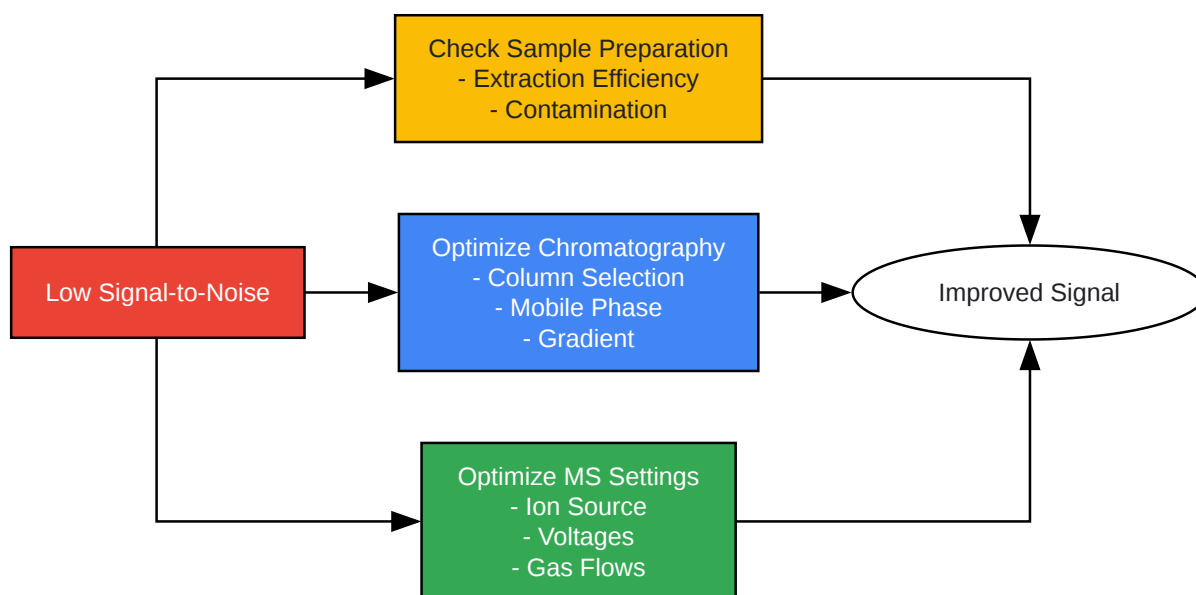 Check Sample Preparation
- Extraction Efficiency
- Contamination
Low Signal-to-Noise
Optimize Chromatography
- Column Selection
- Mobile Phase
- Gradient
Improved Signal
Optimize MS Settings
- Ion Source
- Voltages
- Gas Flows